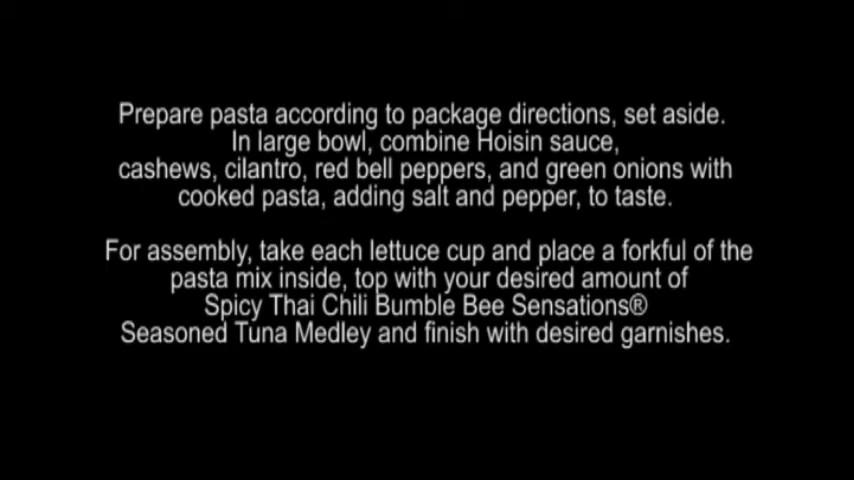 Prepare pasta according to package directions, set aside.
In large bowl, combine Hoisin sauce,
cashews, cilantro, red bell peppers, and green onions with
cooked pasta, adding salt and pepper, to taste.
For assembly, take each lettuce cup and place a forkful of the
pasta mix inside, top with your desired amount of
Spicy Thai Chili Bumble Bee Sensations®
Seasoned Tuna Medley and finish with desired garnishes.